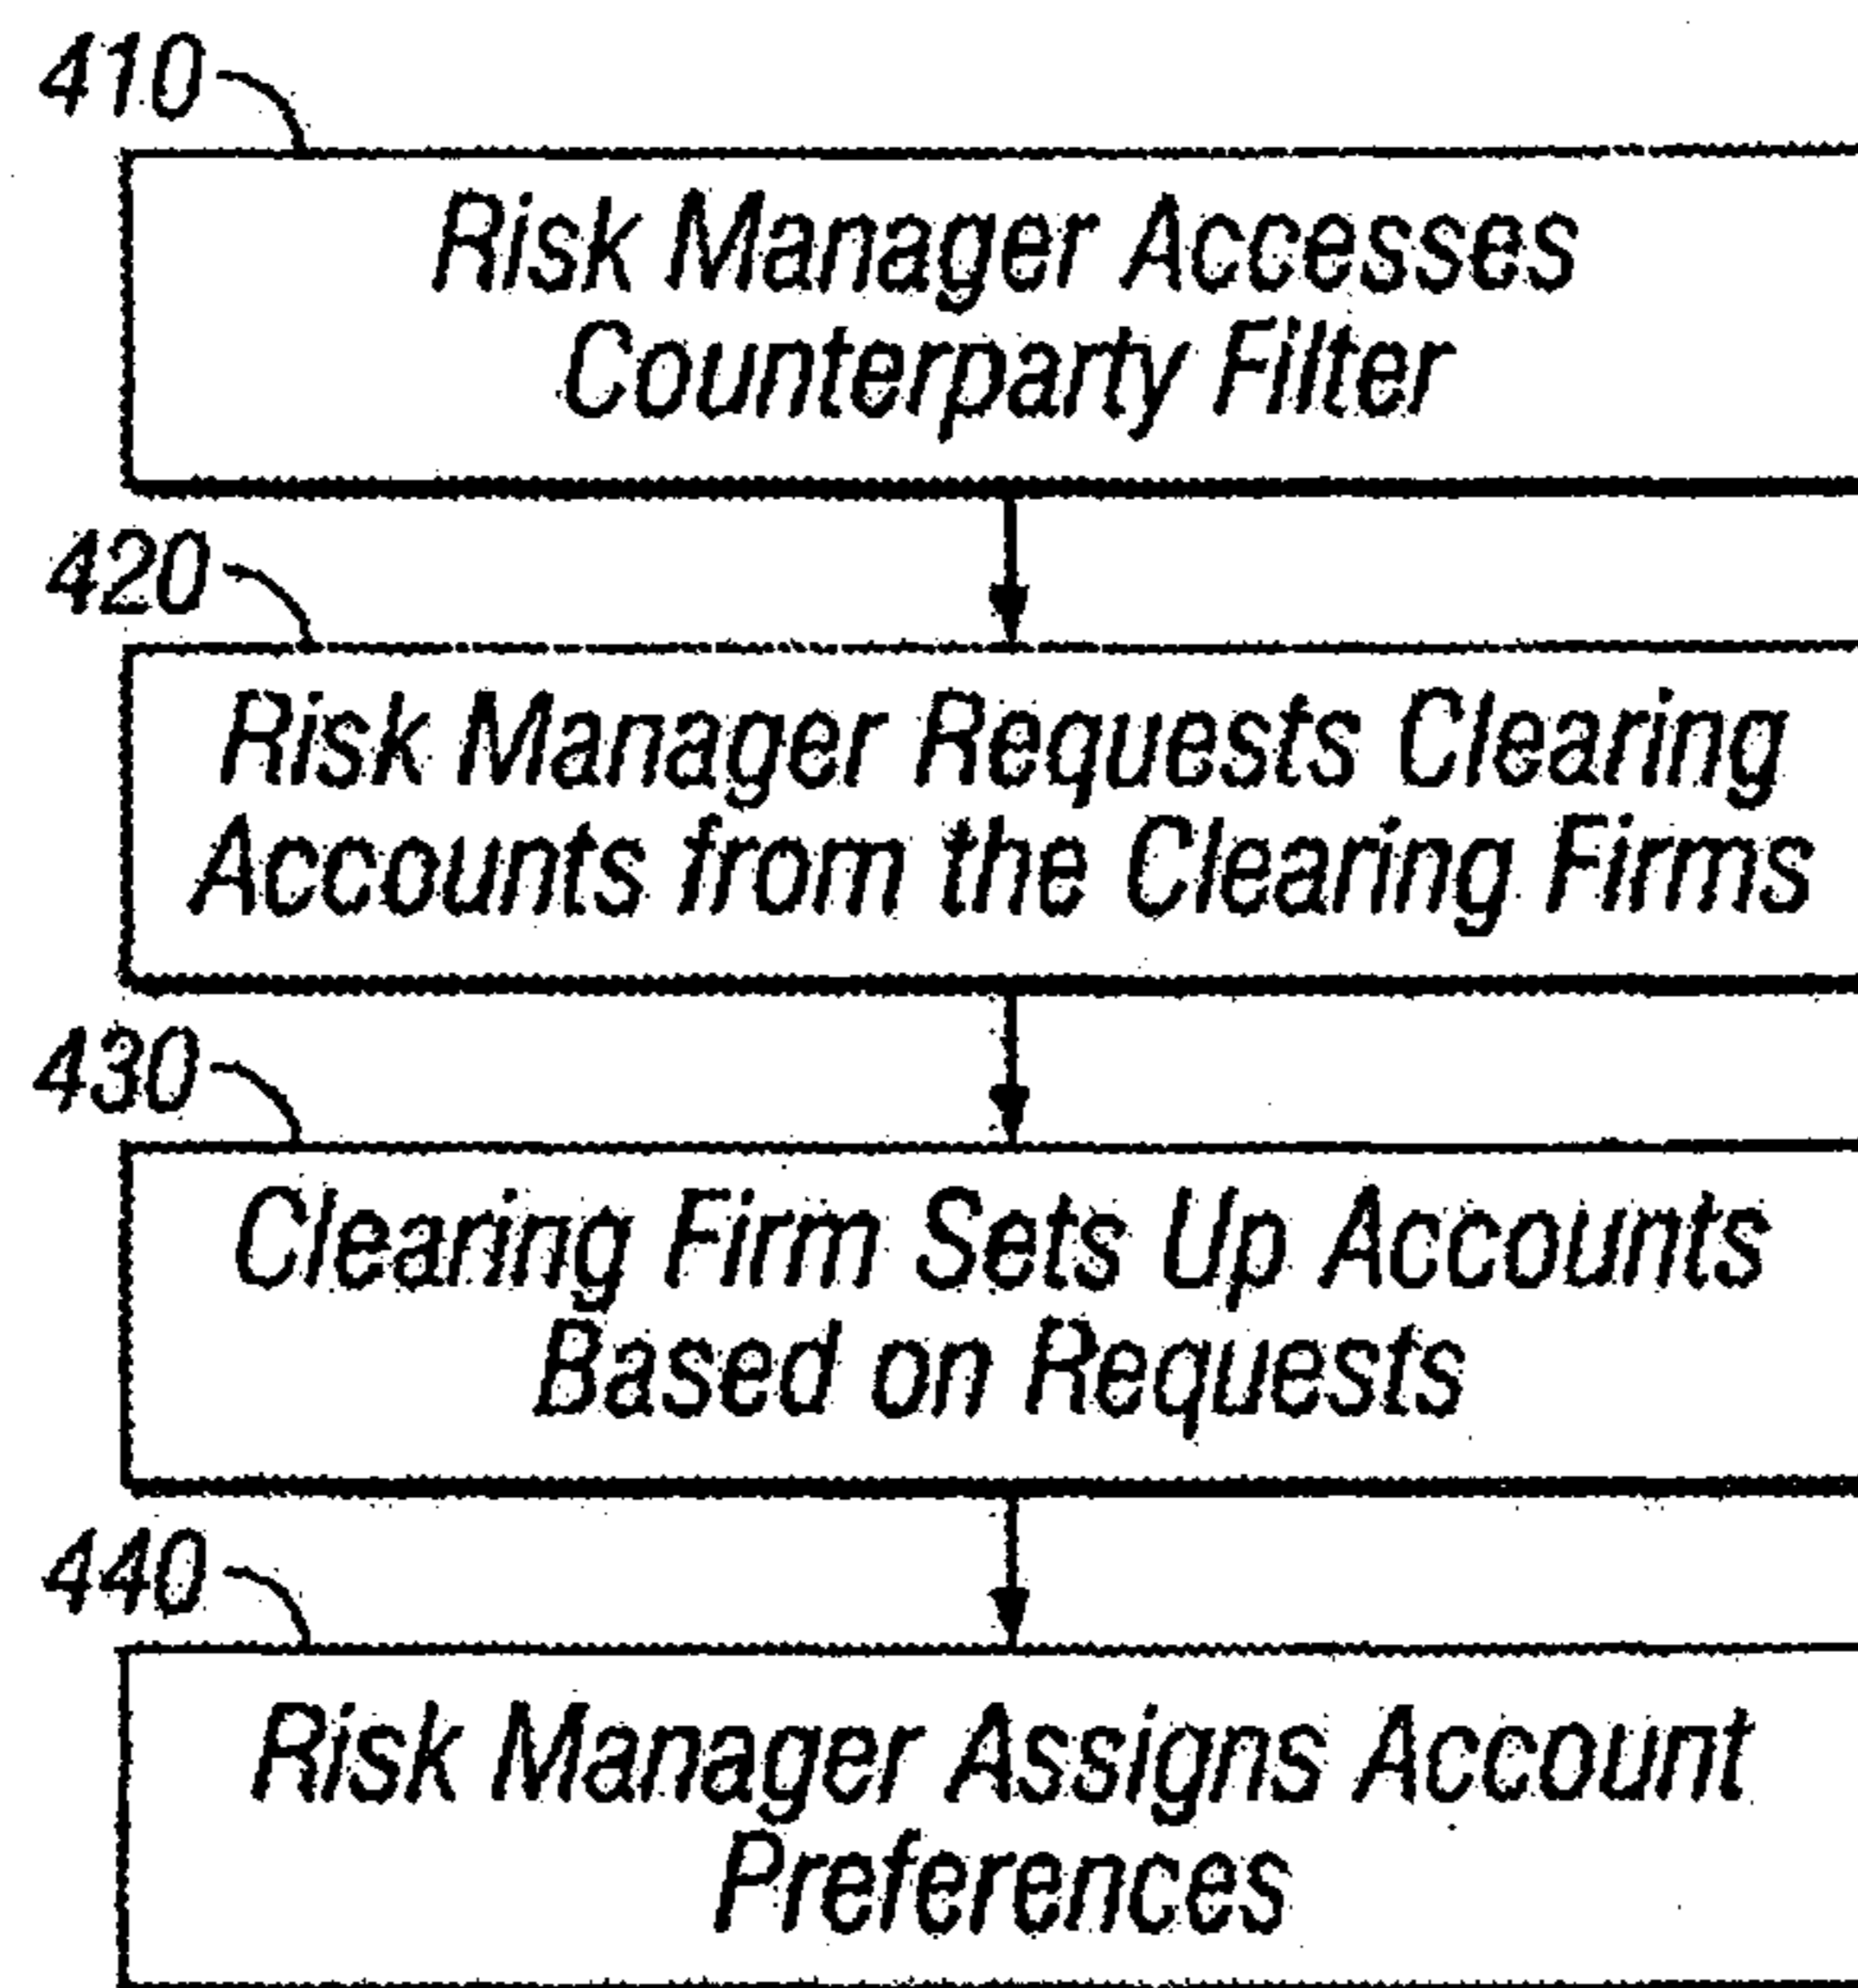 410
Risk Manager Accesses
Counterparty Filter
420
Risk Manager Requests Clearing
Accounts from the Clearing Firms
430
Clearing Firm Sets Up Accounts
Based on Requests
440
Risk Manager Assigns Account
Preferences